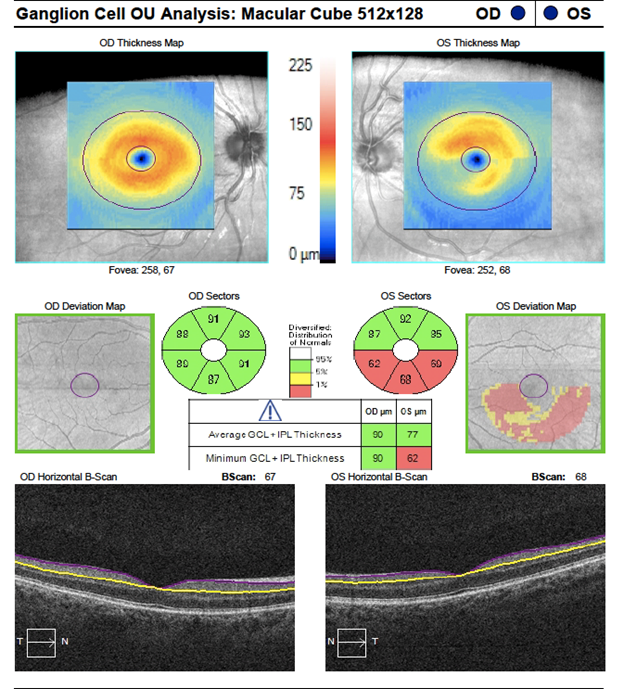 Ganglion Cell OU Analysis: Macular Cube 512x128 OD OS
OD Thickness Map OS Thickness Map
225
150
75
0 µm
Fovea: 258, 67 Fovea: 252, 68
OD Deviation Map OD Sectors OS Sectors OS Deviation Map
91
88 93
89 91
87
Diversified:
Distribution
of Normals
95%
5%
1%
92
87 85
62 69
68
OD µm OS µm
Average GCL + IPL Thickness 90 77
Minimum GCL + IPL Thickness 90 62
OD Horizontal B-Scan BScan: 67 OS Horizontal B-Scan BScan: 68
T N N T